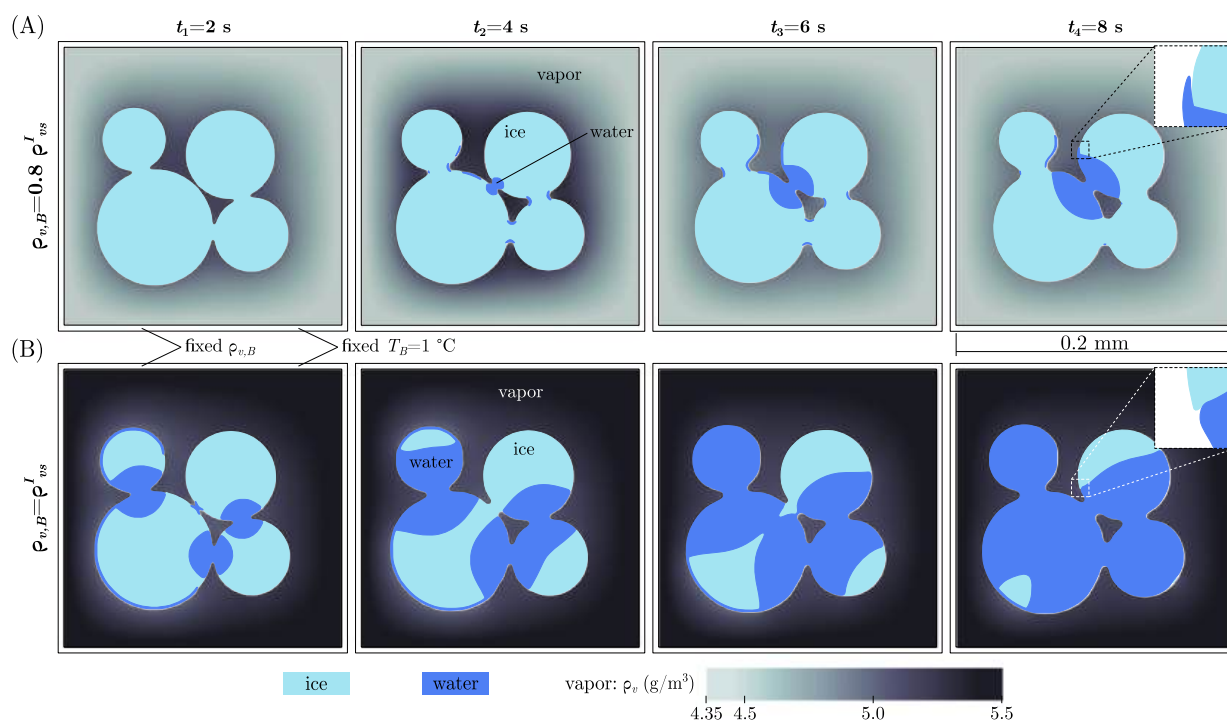 (A)
t₁=2 s
t₂=4 s
t₃=6 s
t₄=8 s
ρᵥ,B=0.8 ρᴵᵥₛ
vapor
ice
water
fixed ρᵥ,B
fixed T_B=1 °C
0.2 mm
(B)
ρᵥ,B=ρᴵᵥₛ
vapor
ice
water
ice
water
vapor: ρᵥ (g/m³)
4.35 4.5 5.0 5.5